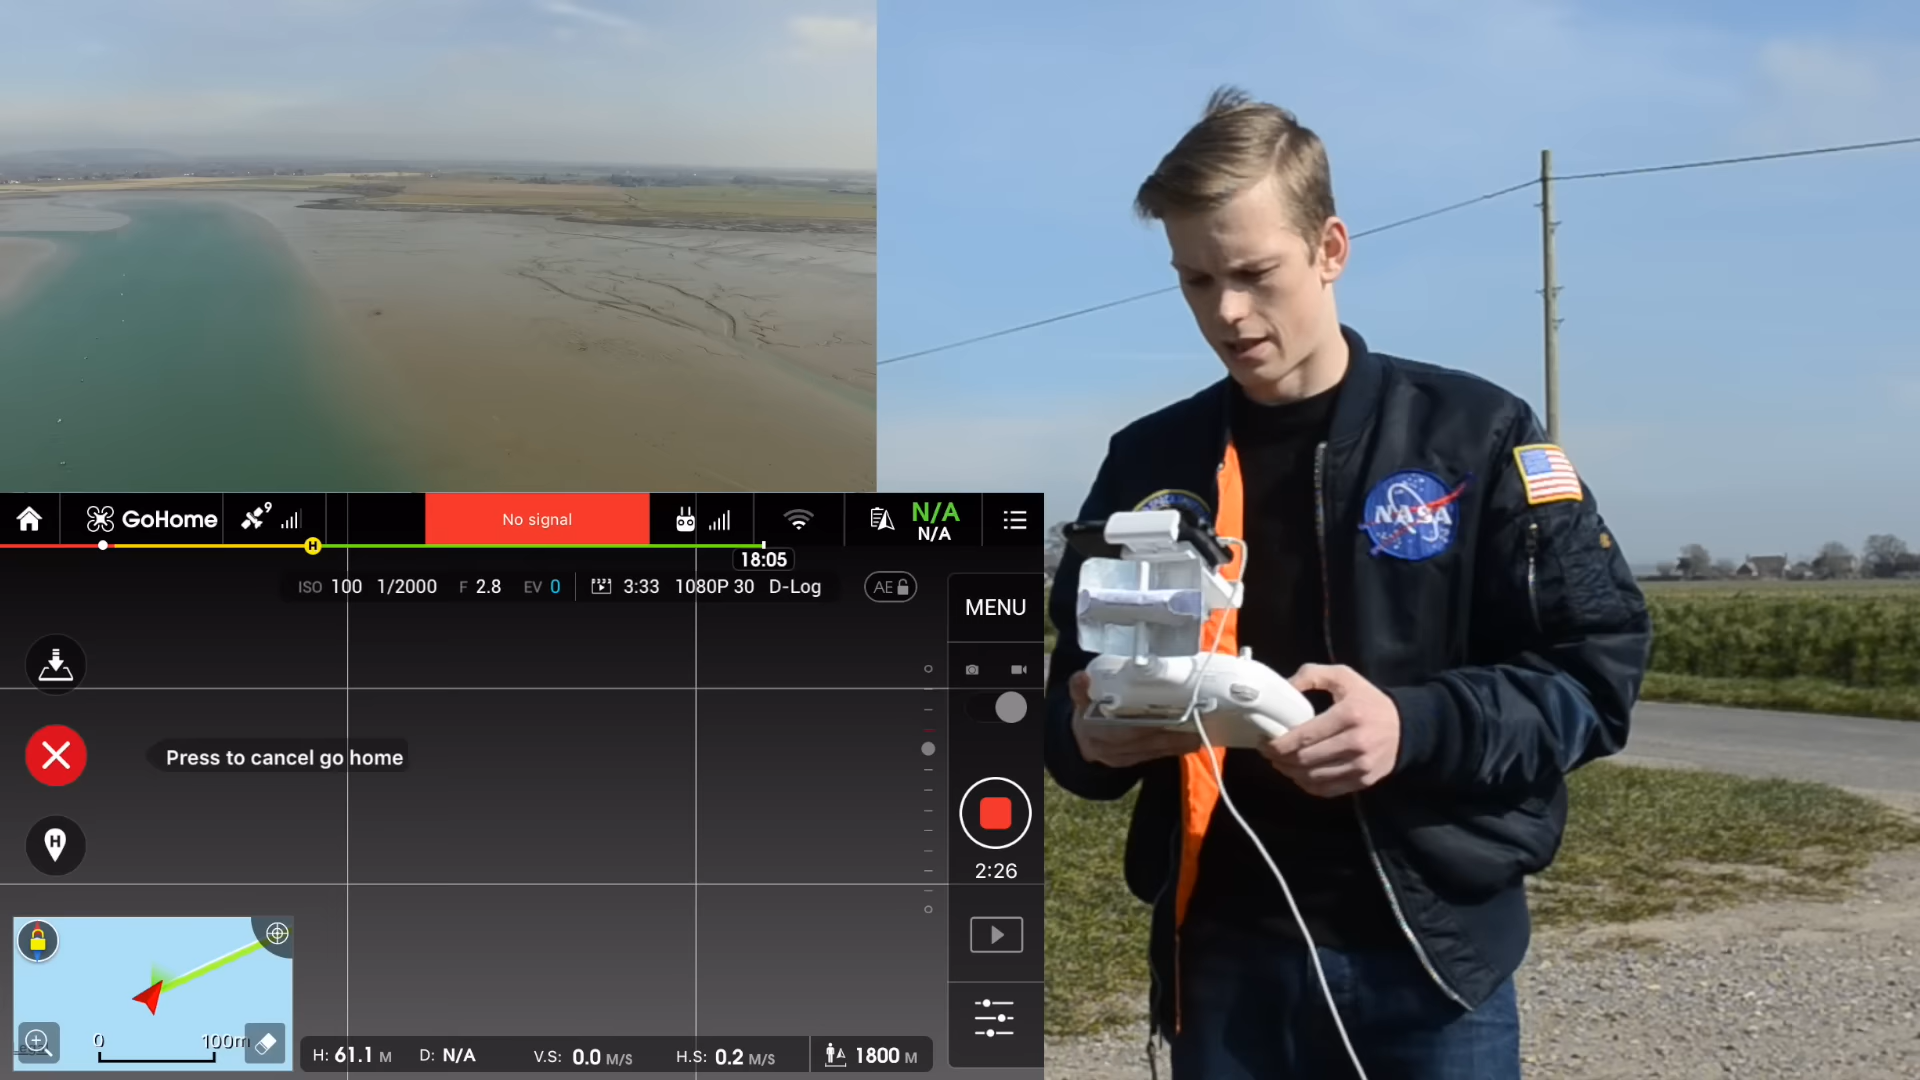 GoHome
9
No signal
N/A
N/A
H
18:05
ISO 100 1/2000 F 2.8 EV 0 3:33 1080P 30 D-Log AE
MENU
Press to cancel go home
H
2:26
0 100m
H: 61.1 M D: N/A V.S: 0.0 M/S H.S: 0.2 M/S 1800 M
NASA